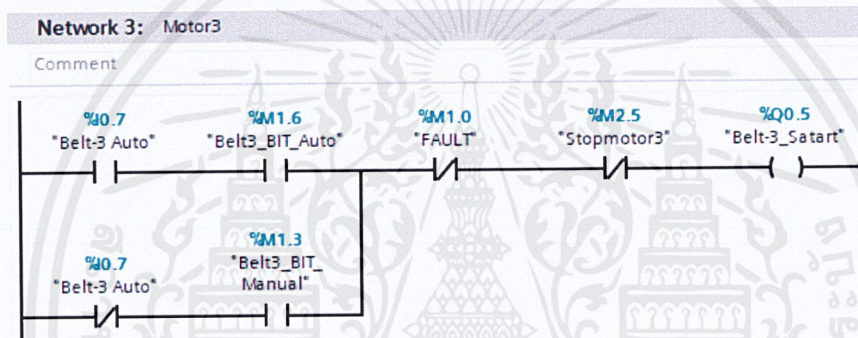 Network 3: Motor3
Comment
%I0.7 %M1.6 %M1.0 %M2.5 %Q0.5
"Belt-3 Auto" "Belt3_BIT_Auto" "FAULT" "Stopmotor3" "Belt-3_Satart"
%M1.3
%I0.7 "Belt3_BIT_
"Belt-3 Auto" Manual"